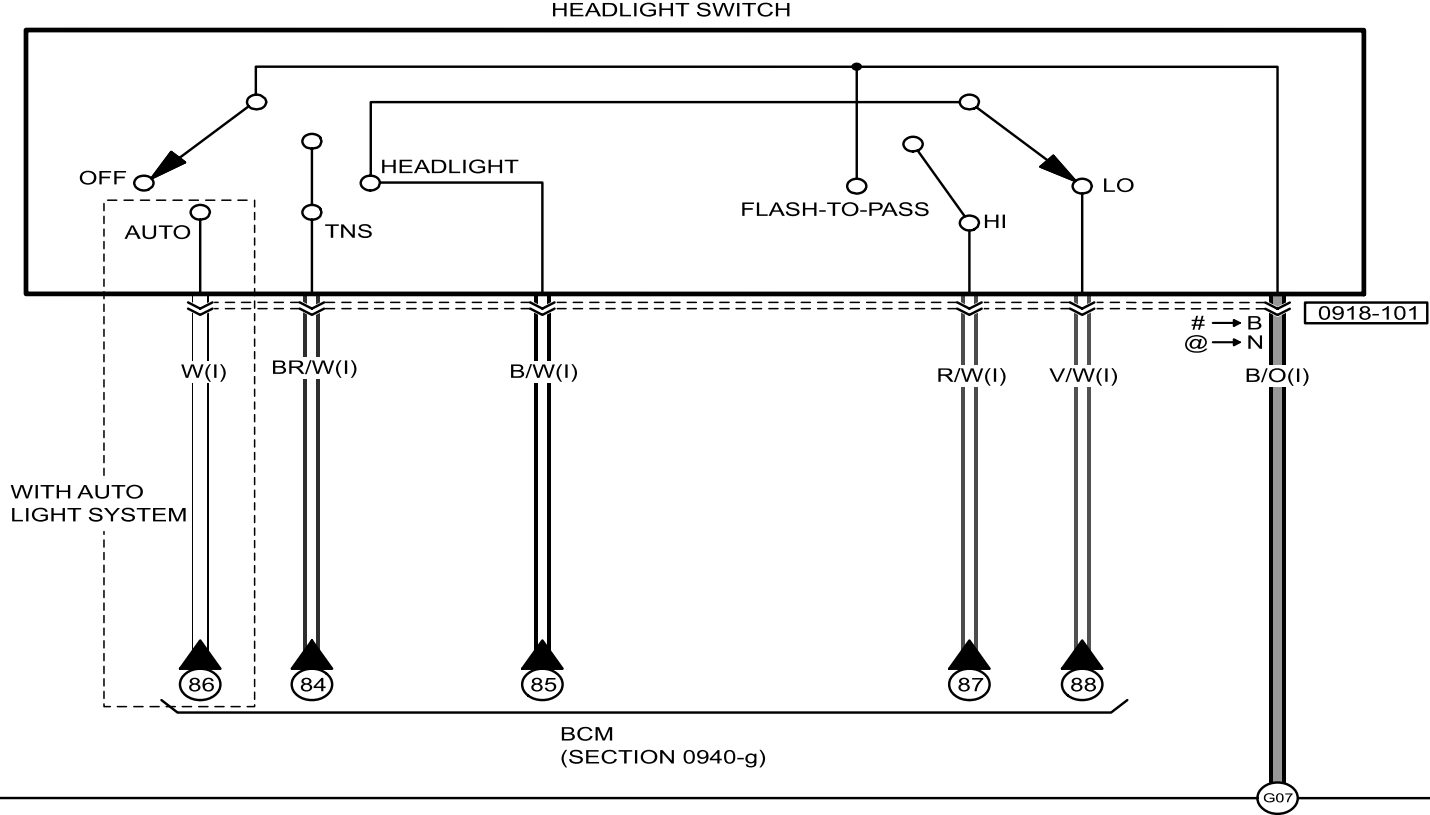 HEADLIGHT SWITCH
HEADLIGHT
OFF
LO
FLASH-TO-PASS
HI
AUTO
TNS
0918-101
# → B
@ → N
W(I)
BR/W(I)
B/W(I)
R/W(I)
V/W(I)
B/O(I)
WITH AUTO
LIGHT SYSTEM
86
84
85
87
88
BCM
(SECTION 0940-g)
G07